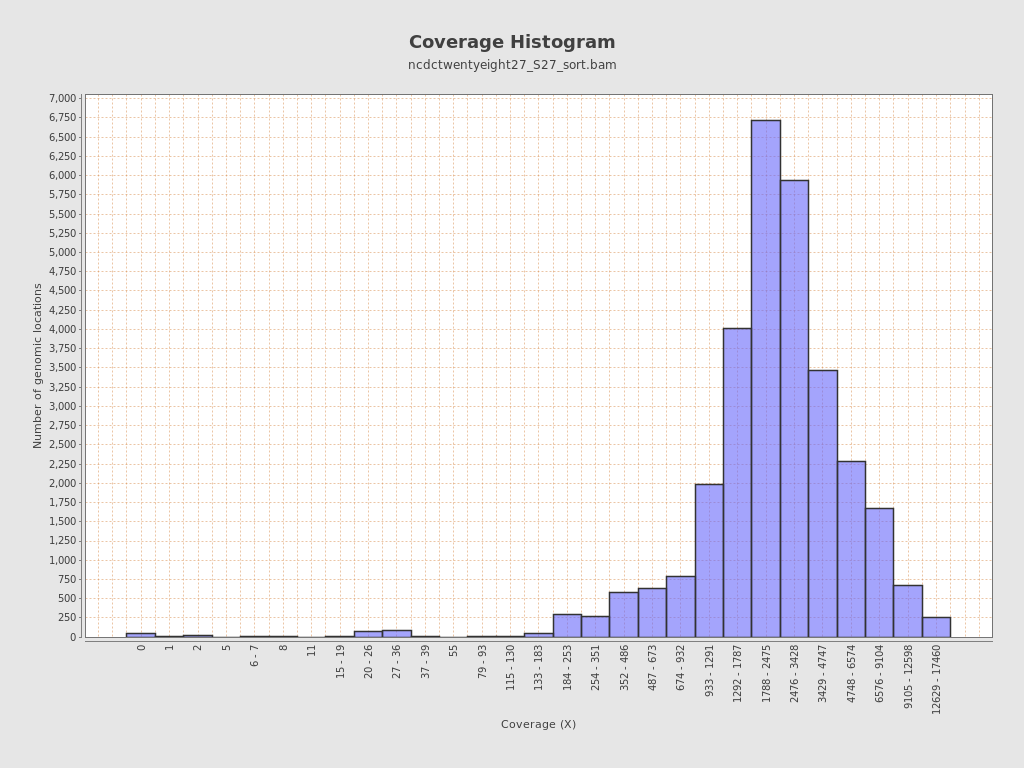 Coverage Histogram
ncdctwentyeight27_S27_sort.bam
Number of genomic locations
7,000
6,750
6,500
6,250
6,000
5,750
5,500
5,250
5,000
4,750
4,500
4,250
4,000
3,750
3,500
3,250
3,000
2,750
2,500
2,250
2,000
1,750
1,500
1,250
1,000
750
500
250
0
0
1
2
5
6 - 7
8
11
15 - 19
20 - 26
27 - 36
37 - 39
55
79 - 93
115 - 130
133 - 183
184 - 253
254 - 351
352 - 486
487 - 673
674 - 932
933 - 1291
1292 - 1787
1788 - 2475
2476 - 3428
3429 - 4747
4748 - 6574
6576 - 9104
9105 - 12598
12629 - 17460
Coverage (X)